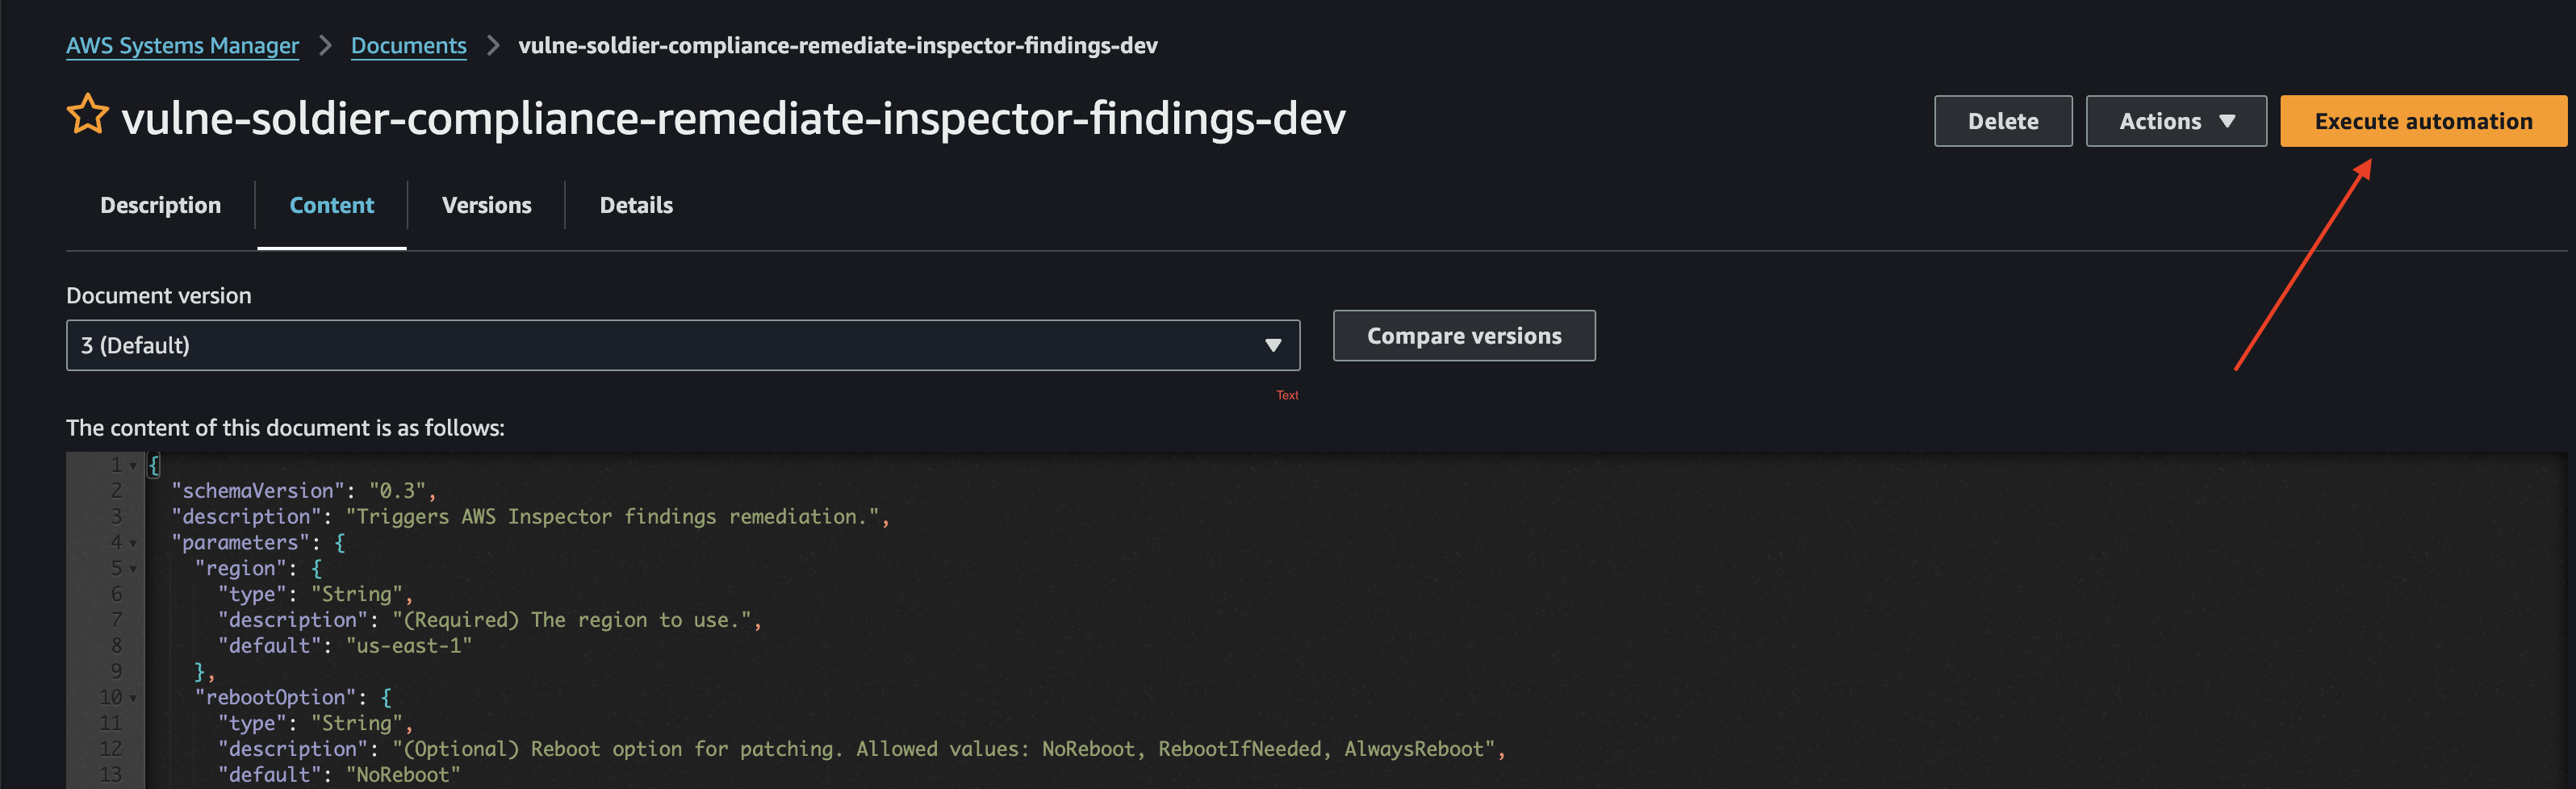 AWS Systems Manager > Documents > vulne-soldier-compliance-remediate-inspector-findings-dev
vulne-soldier-compliance-remediate-inspector-findings-dev
Delete
Actions
Execute automation
Description
Content
Versions
Details
Document version
3 (Default)
Compare versions
Text
The content of this document is as follows:
1 {
2 "schemaVersion": "0.3",
3 "description": "Triggers AWS Inspector findings remediation.",
4 "parameters": {
5 "region": {
6 "type": "String",
7 "description": "(Required) The region to use.",
8 "default": "us-east-1"
9 },
10 "rebootOption": {
11 "type": "String",
12 "description": "(Optional) Reboot option for patching. Allowed values: NoReboot, RebootIfNeeded, AlwaysReboot",
13 "default": "NoReboot"